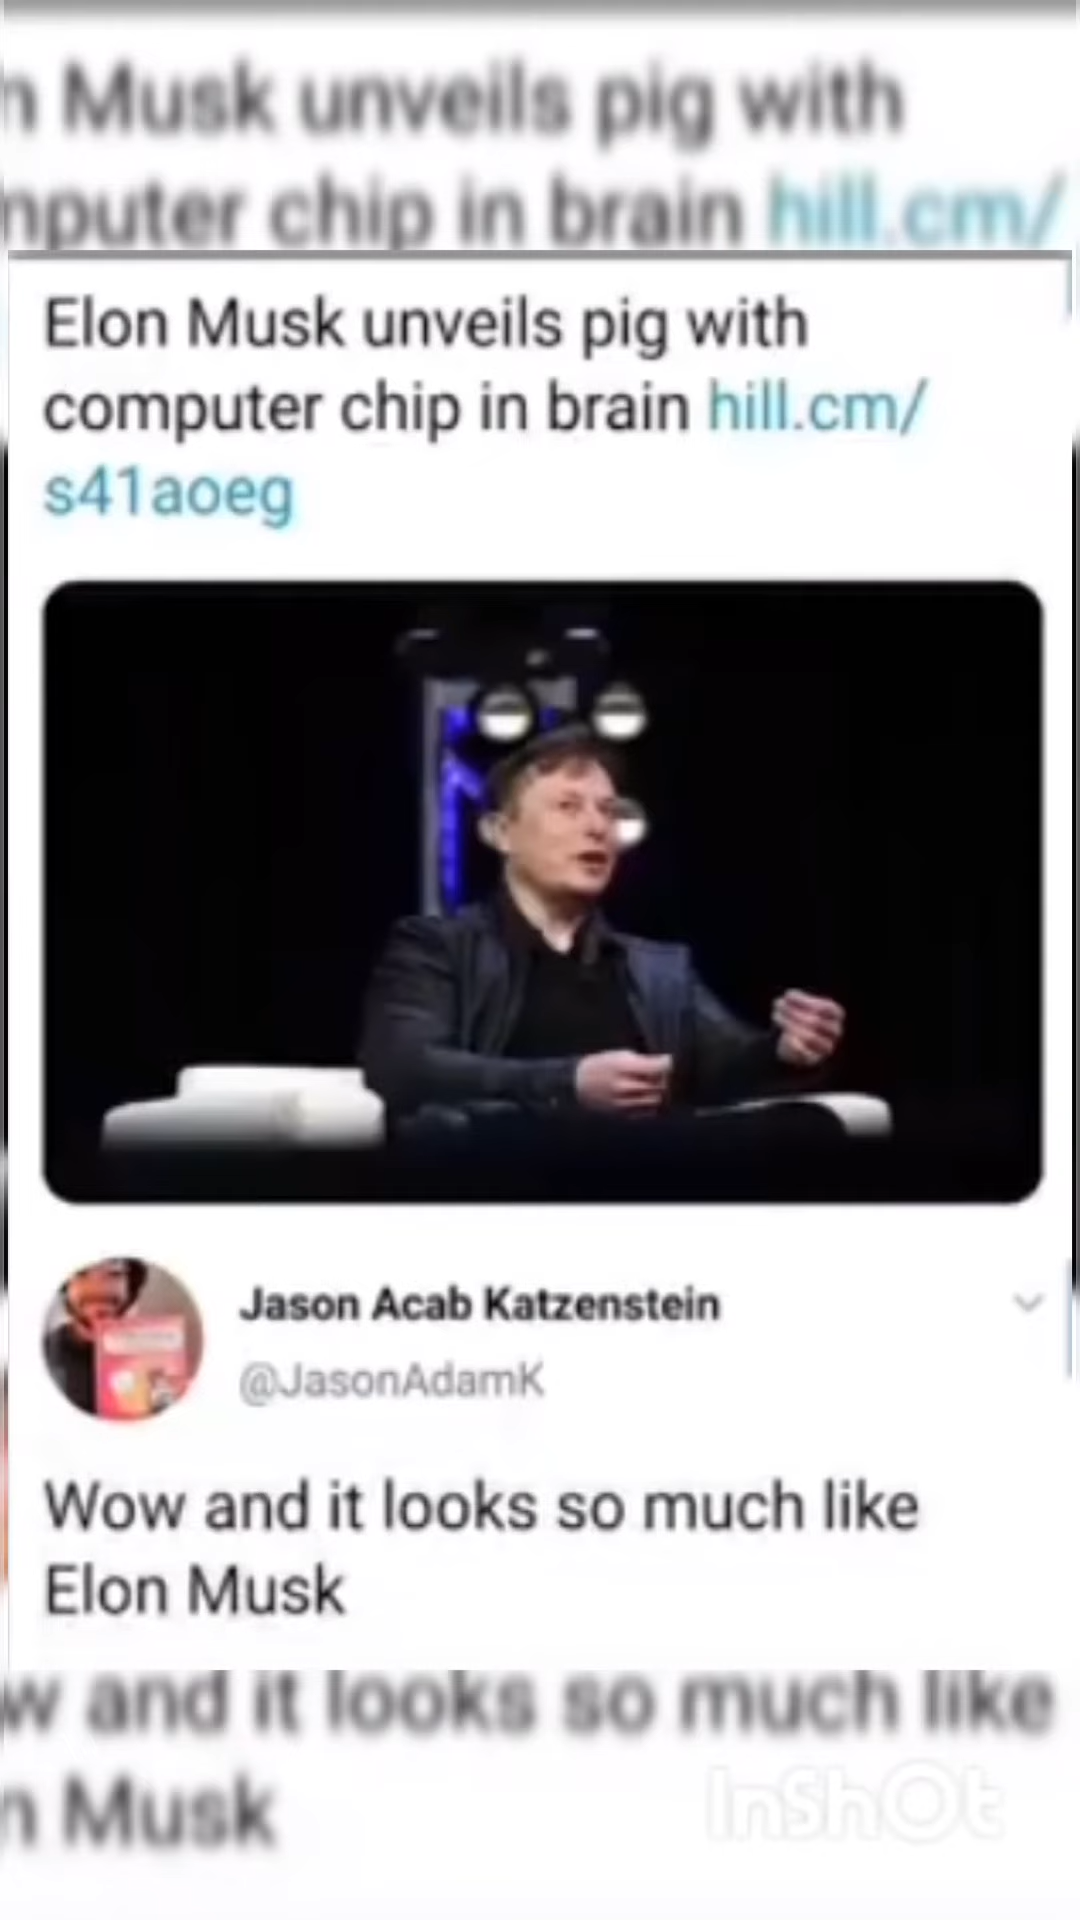 n Musk unveils pig with
nputer chip in brain hill.cm/
Elon Musk unveils pig with
computer chip in brain hill.cm/
s41aoeg
Jason Acab Katzenstein
@JasonAdamK
Wow and it looks so much like
Elon Musk
w and it looks so much like
n Musk
InShOt